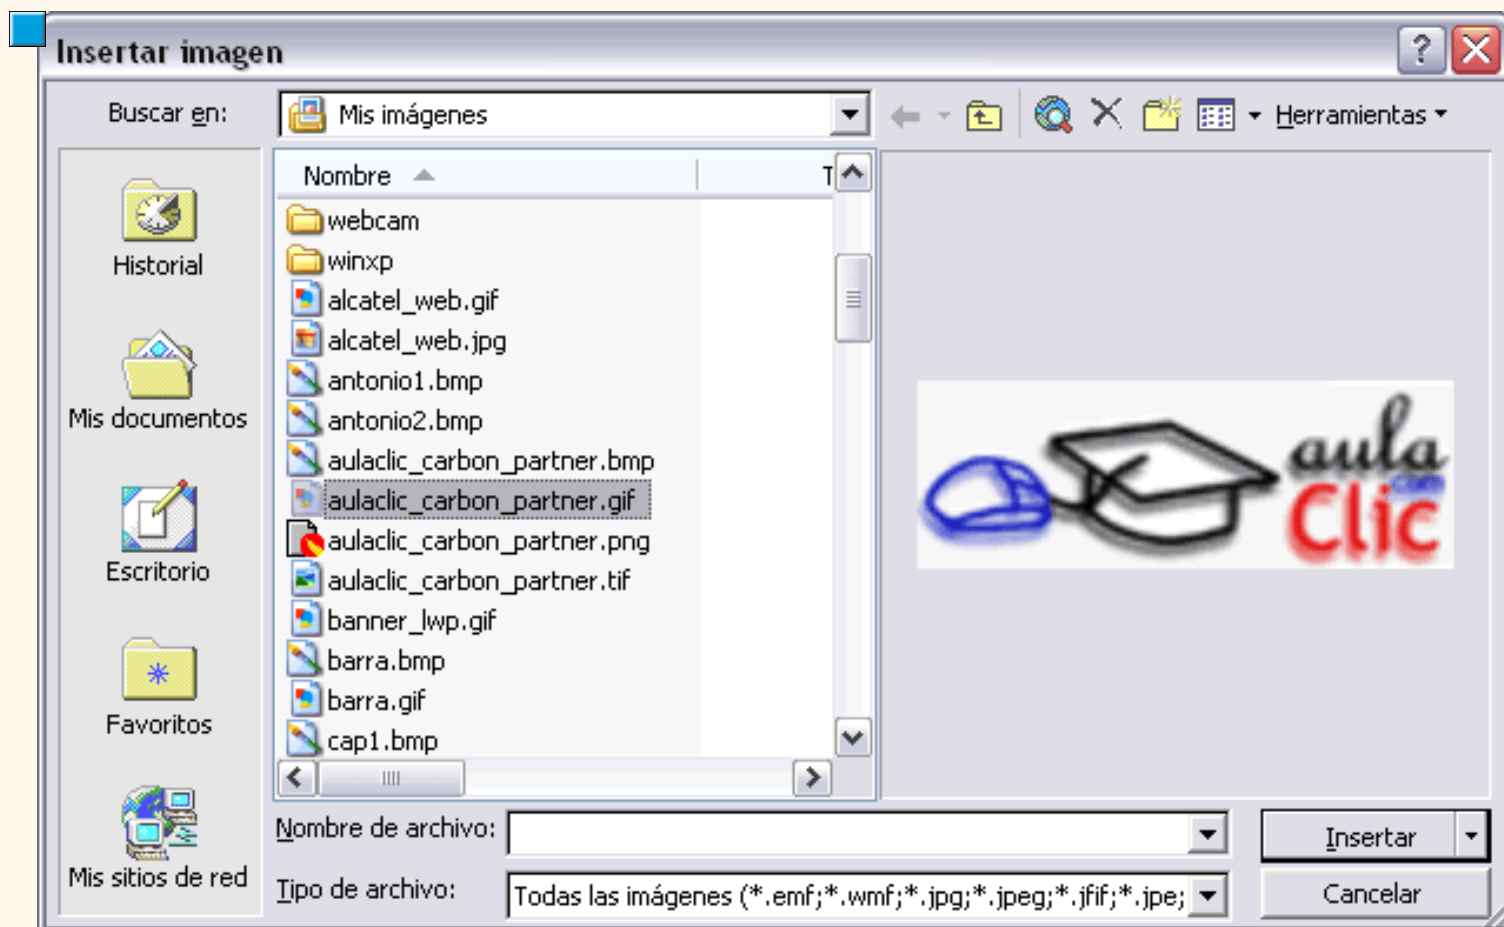 Insertar imagen
?
Buscar en:
Mis imágenes
Herramientas
Historial
Mis documentos
Escritorio
Favoritos
Mis sitios de red
Nombre
T
webcam
winxp
alcatel_web.gif
alcatel_web.jpg
antonio1.bmp
antonio2.bmp
aulaclic_carbon_partner.bmp
aulaclic_carbon_partner.gif
aulaclic_carbon_partner.png
aulaclic_carbon_partner.tif
banner_lwp.gif
barra.bmp
barra.gif
cap1.bmp
aula
.com
Clic
Nombre de archivo:
Insertar
Tipo de archivo:
Todas las imágenes (*.emf;*.wmf;*.jpg;*.jpeg;*.jfif;*.jpe;
Cancelar